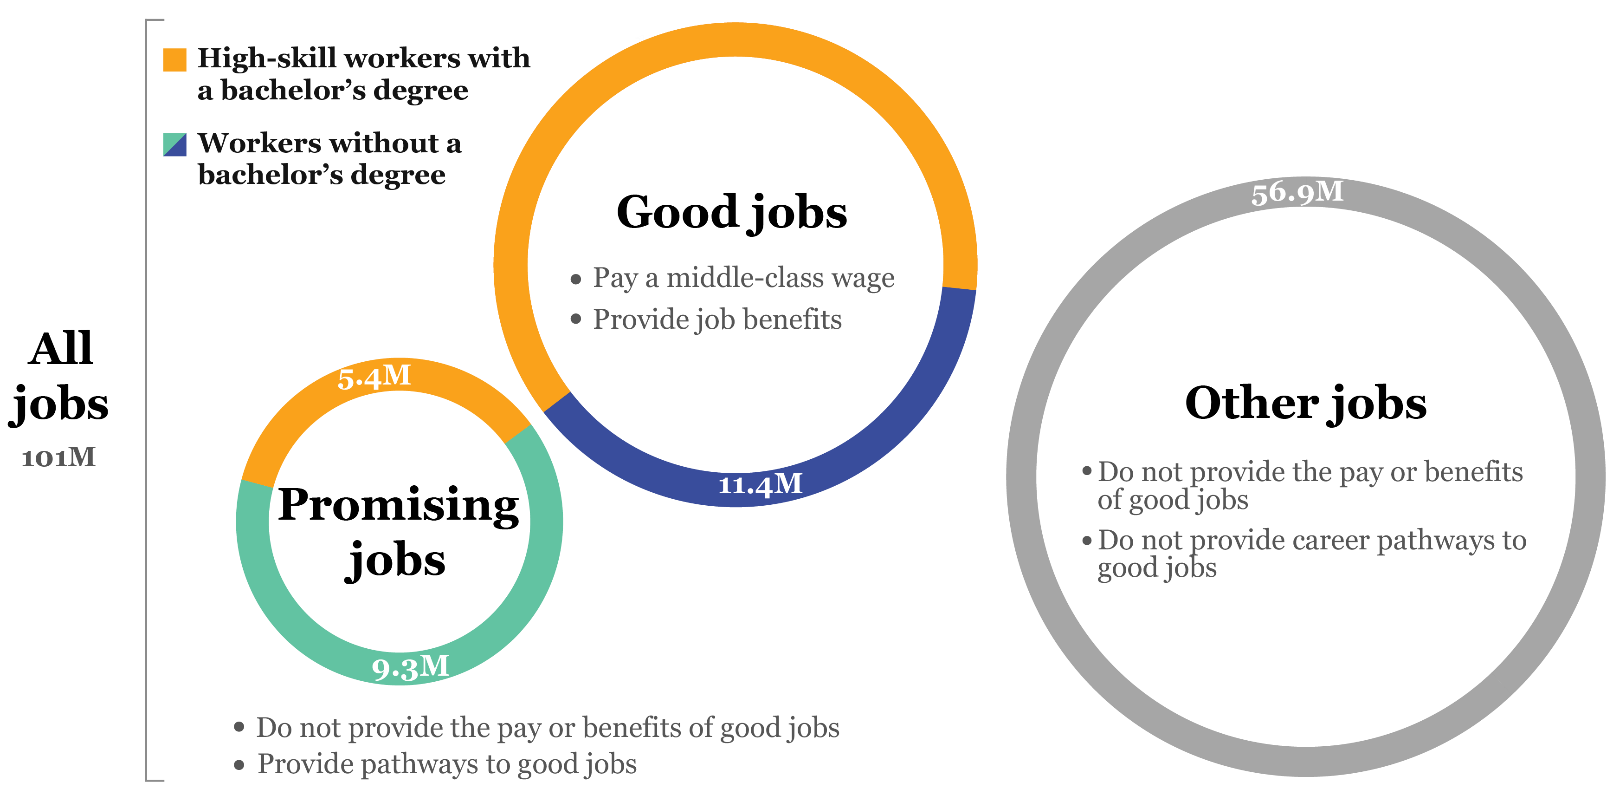 High-skill workers with
a bachelor’s degree
Workers without a
bachelor’s degree
All
jobs
101M
Good jobs
• Pay a middle-class wage
• Provide job benefits
11.4M
5.4M
Promising
jobs
9.3M
• Do not provide the pay or benefits of good jobs
• Provide pathways to good jobs
56.9M
Other jobs
• Do not provide the pay or benefits
of good jobs
• Do not provide career pathways to
good jobs